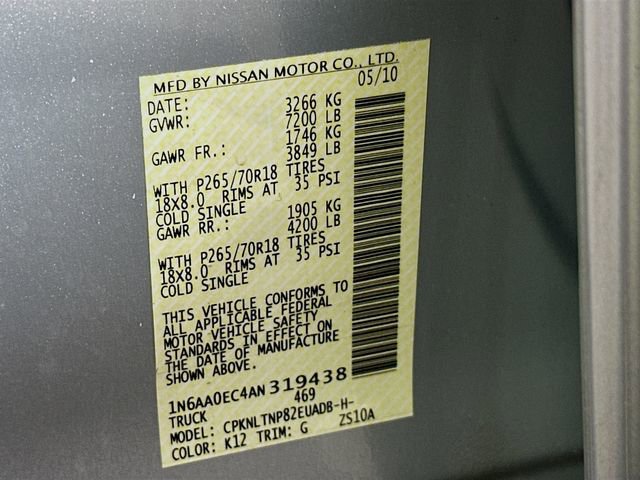 MFD BY NISSAN MOTOR CO., LTD.
DATE: 05/10
GVWR: 3266 KG
7200 LB
GAWR FR.: 1746 KG
3849 LB
WITH P265/70R18 TIRES
18X8.0 RIMS AT 35 PSI
COLD SINGLE
GAWR RR.: 1905 KG
4200 LB
WITH P265/70R18 TIRES
18X8.0 RIMS AT 35 PSI
COLD SINGLE
THIS VEHICLE CONFORMS TO
ALL APPLICABLE FEDERAL
MOTOR VEHICLE SAFETY
STANDARDS IN EFFECT ON
THE DATE OF MANUFACTURE
SHOWN ABOVE.
1N6AA0EC4AN319438
TRUCK 469
MODEL: CPKNLTNP82EUADB-H-
COLOR: K12 TRIM: G ZS10A